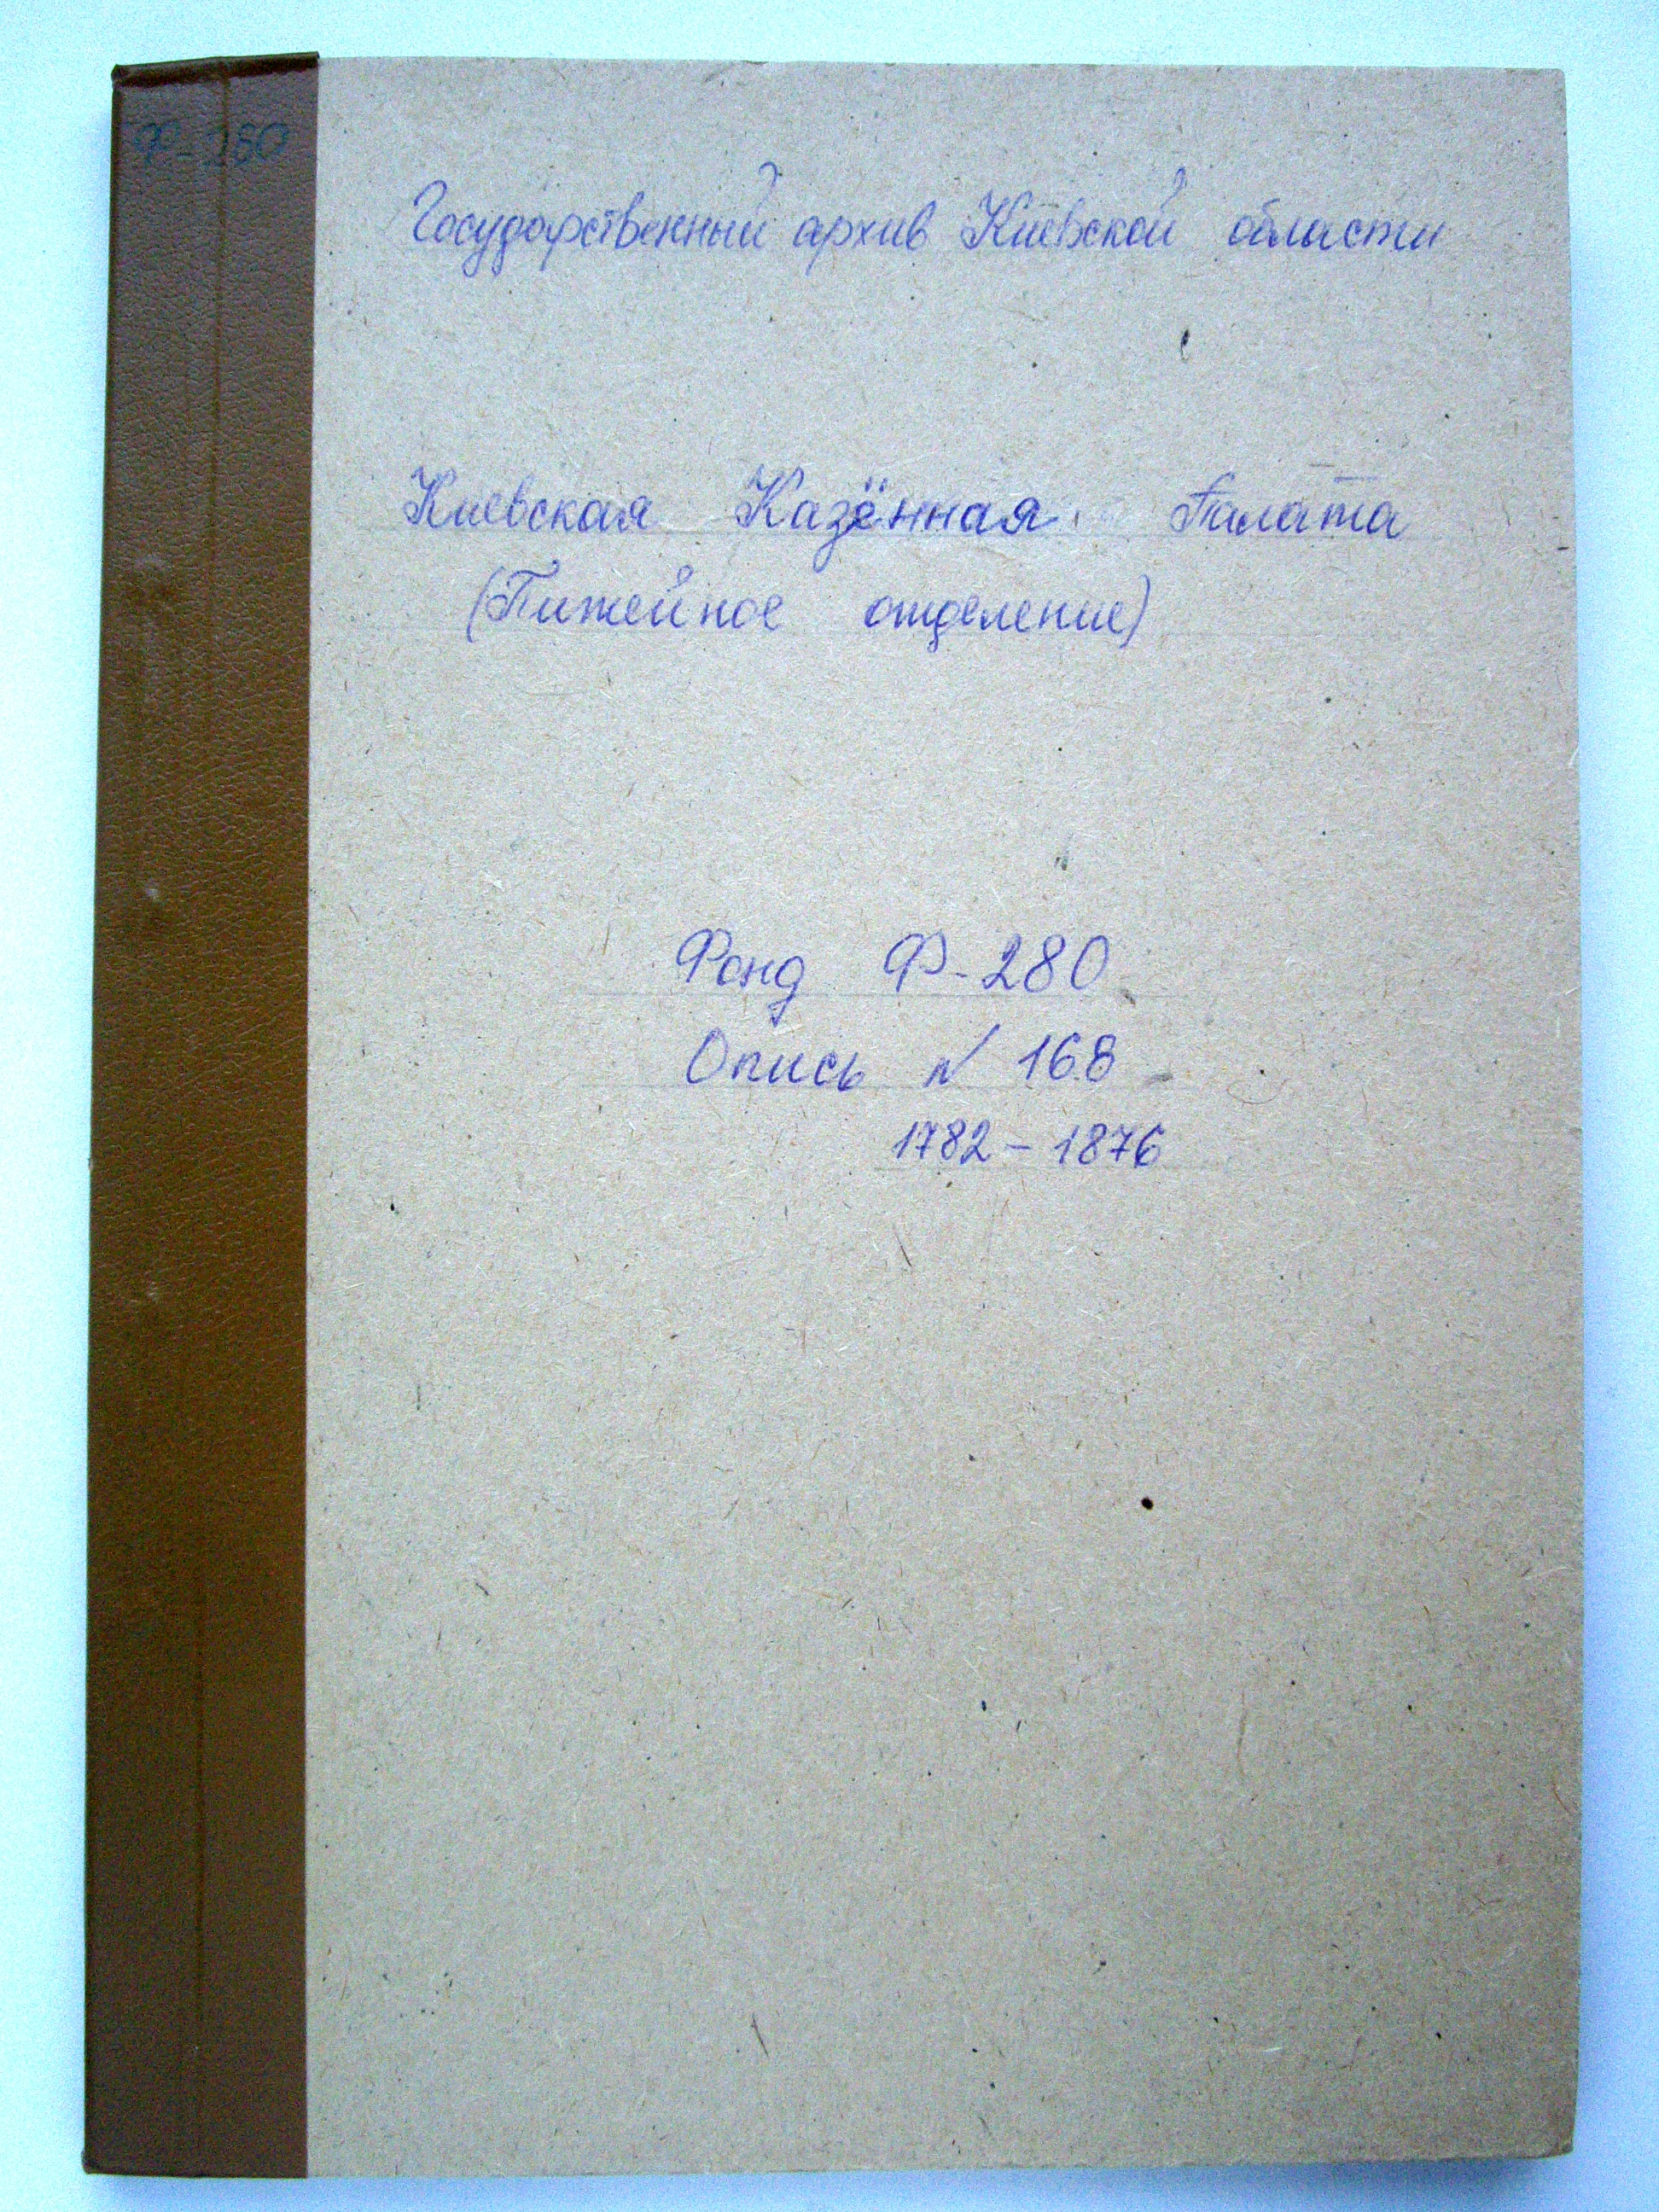 Ф-280
Государственный архив Киевской области
Киевская Казённая Палата
(Питейное отделение)
Фонд Ф-280
Опись № 168
1782 – 1876